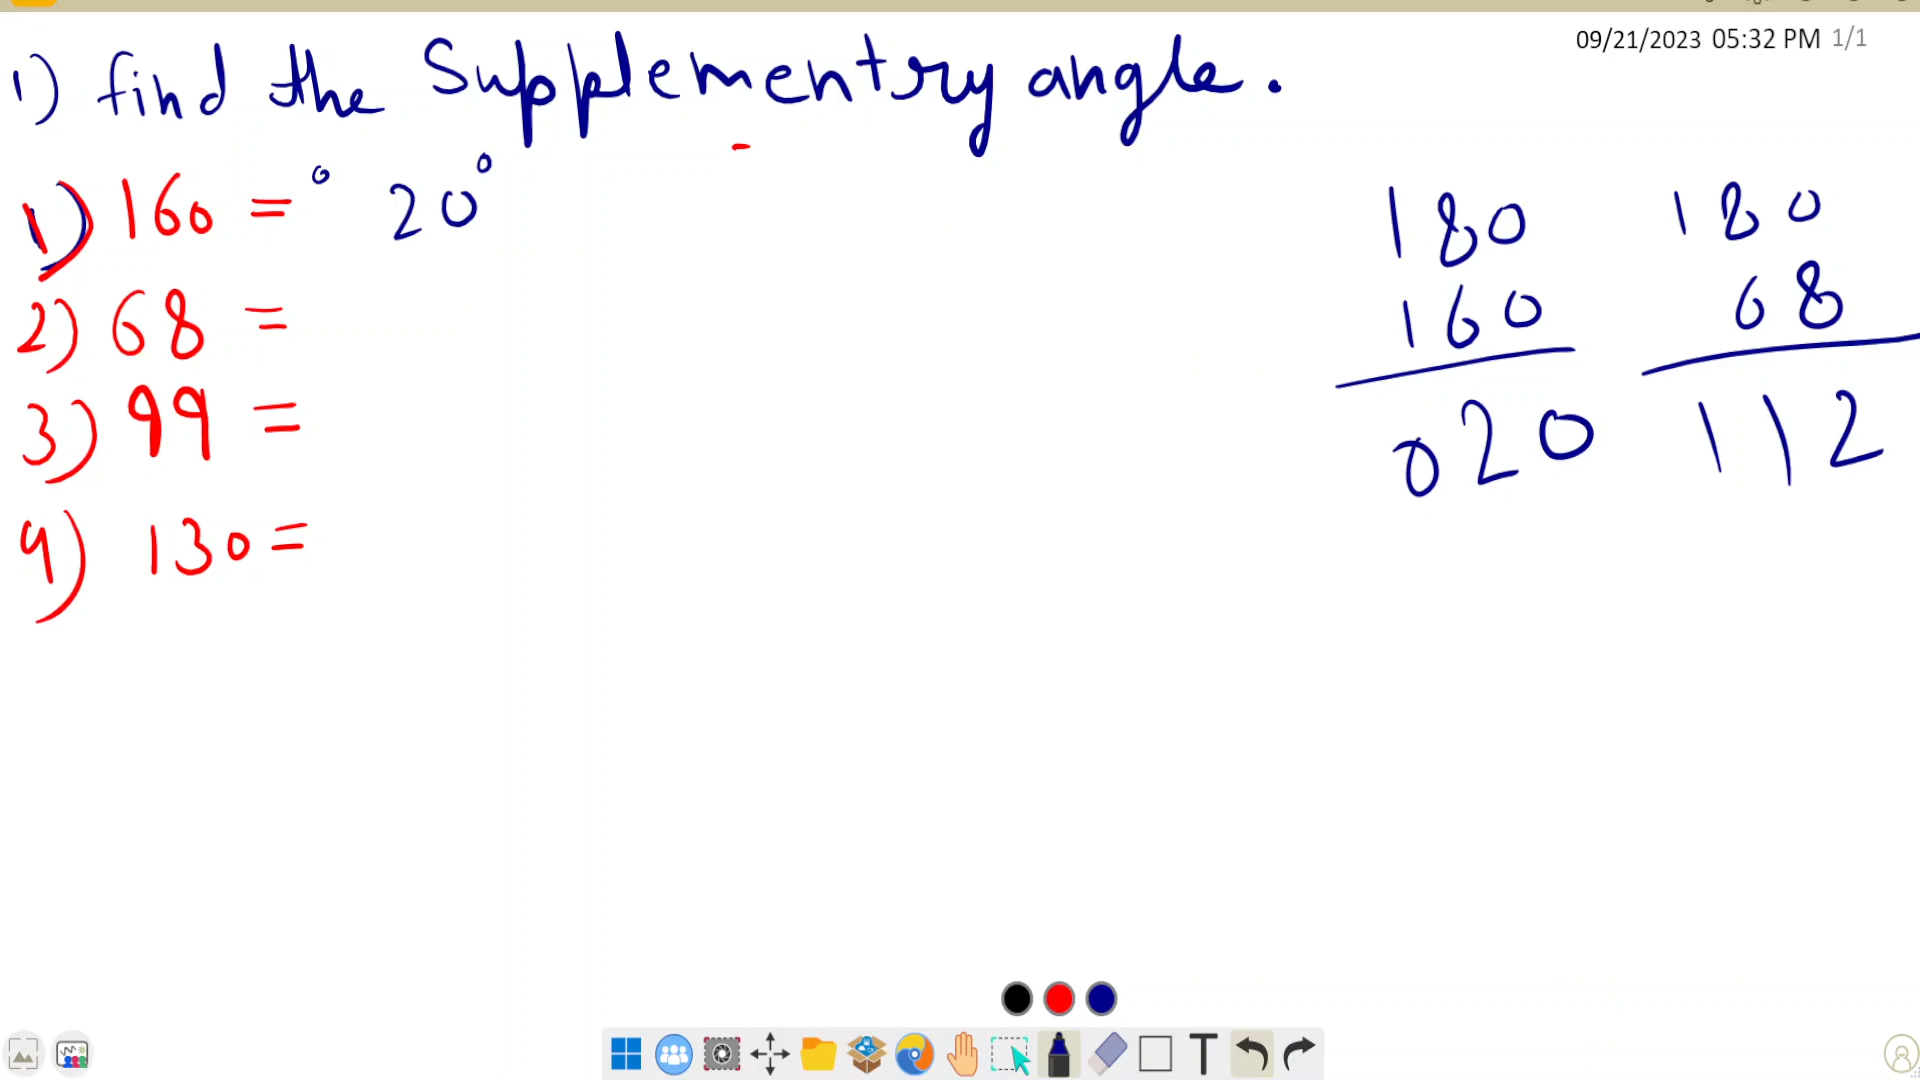 09/21/2023 05:32 PM 1/1
1) find the Supplementry angle.
1) 160 = ° 20°
2) 68 =
3) 99 =
4) 130 =
180
160
020
180
68
112
T